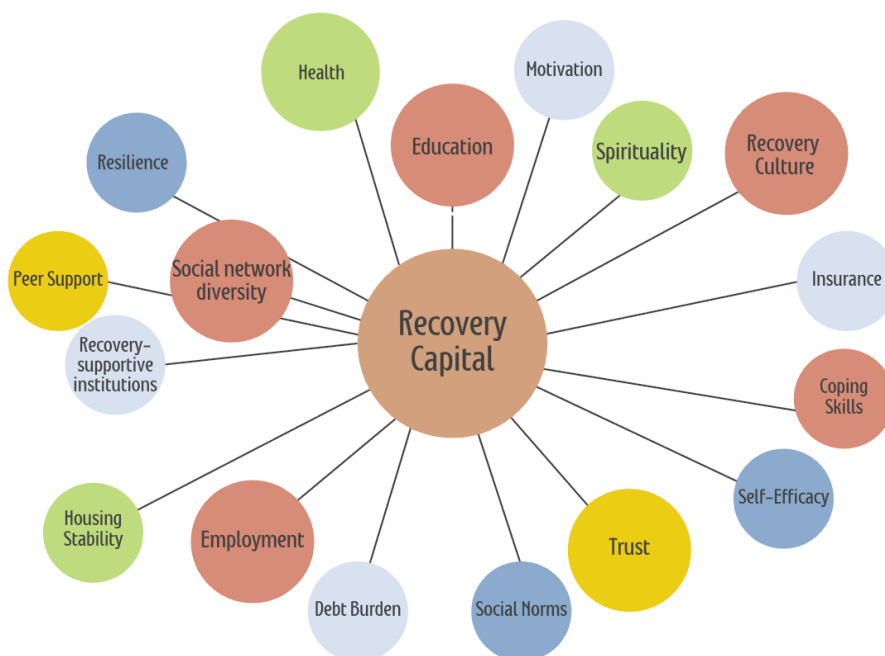 Health
Motivation
Education
Spirituality
Recovery
Culture
Resilience
Peer Support
Social network
diversity
Insurance
Recovery
Capital
Recovery-
supportive
institutions
Coping
Skills
Self-Efficacy
Housing
Stability
Employment
Trust
Debt Burden
Social Norms